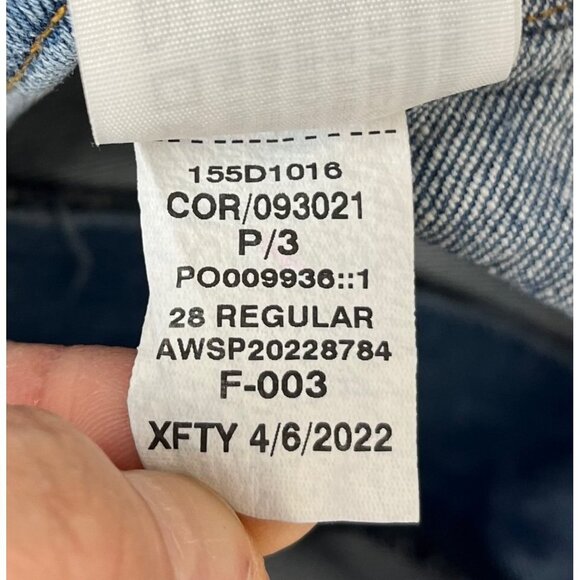 155D1016
COR/093021
P/3
PO009936::1
28 REGULAR
AWSP20228784
F-003
XFTY 4/6/2022